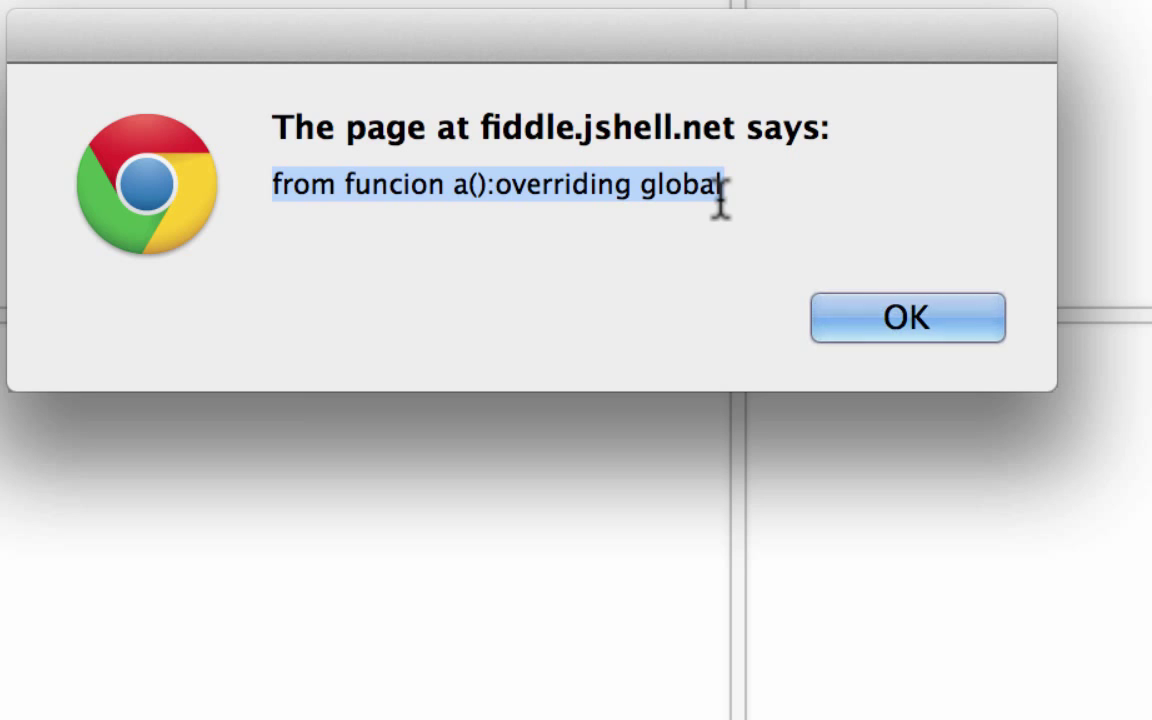 The page at fiddle.jshell.net says:
from funcion a():overriding global
OK